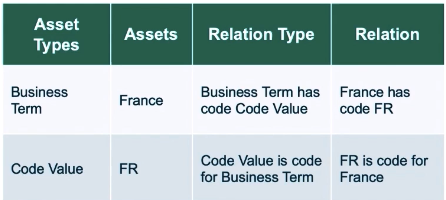 Asset Types
Assets
Relation Type
Relation
Business Term
France
Business Term has code Code Value
France has code FR
Code Value
FR
Code Value is code for Business Term
FR is code for France